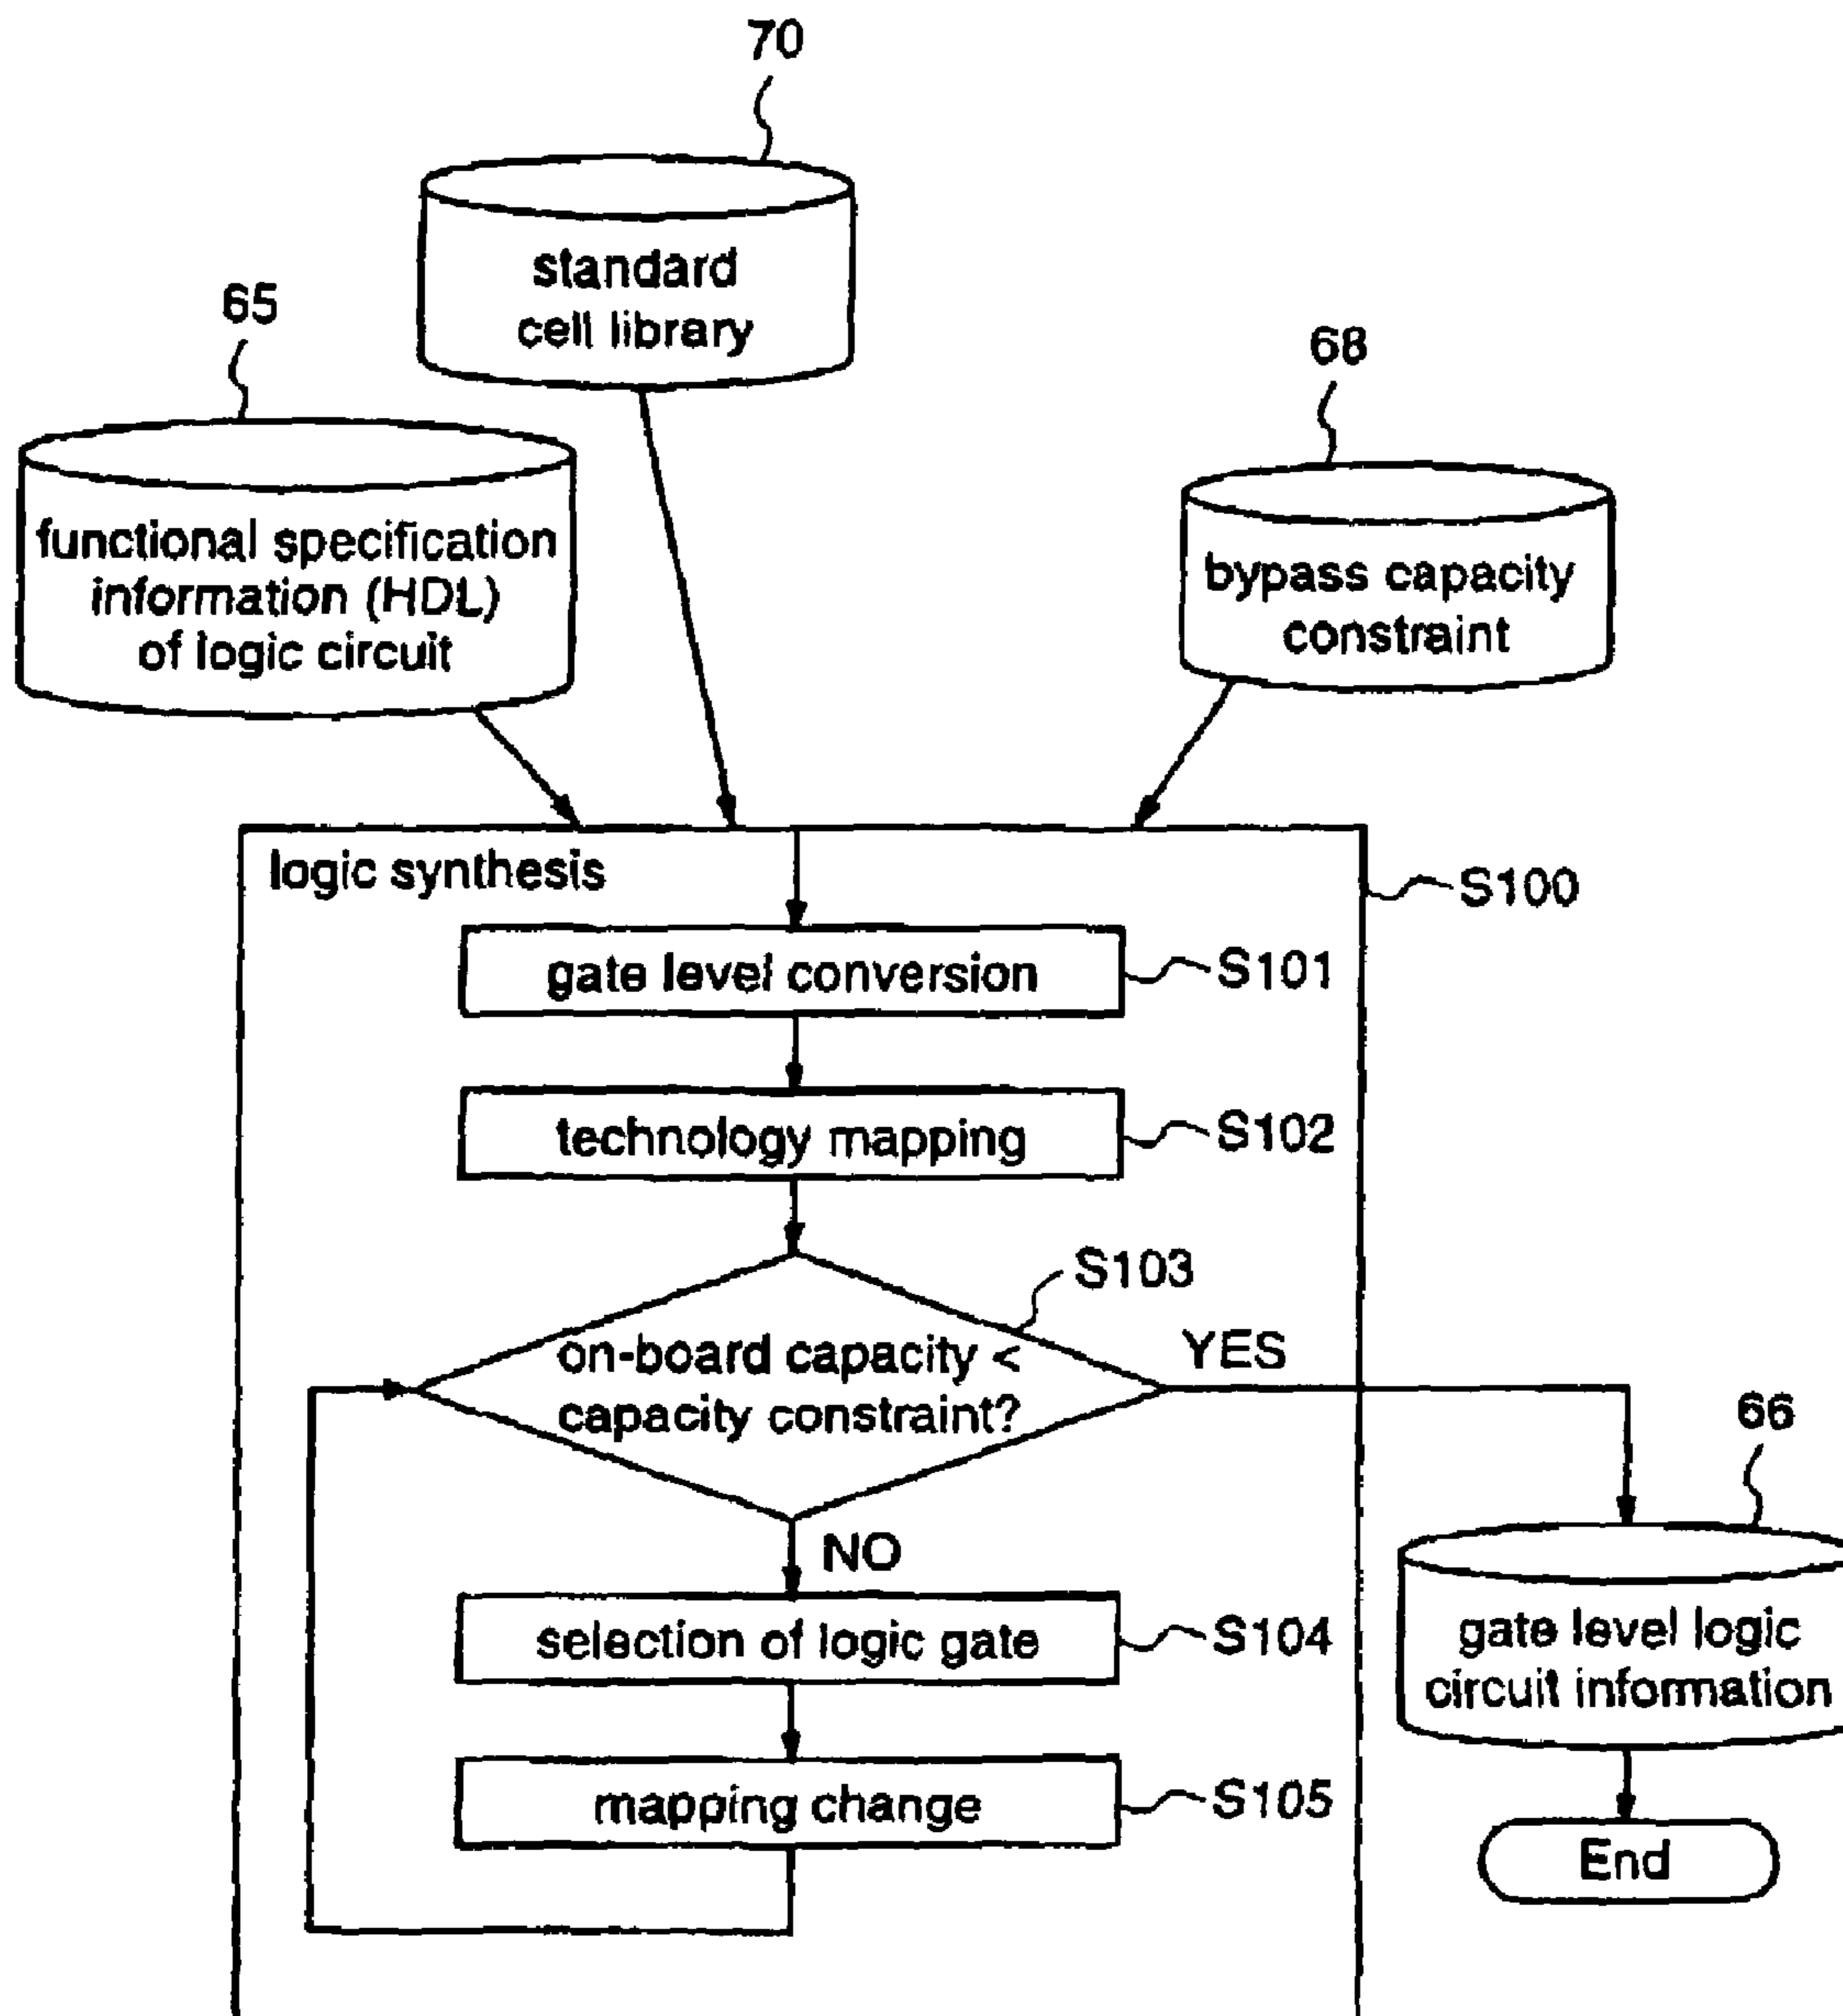 70
standard
cell library
65
functional specification
information (HDL)
of logic circuit
68
bypass capacity
constraint
logic synthesis
S100
gate level conversion
S101
technology mapping
S102
S103
on-board capacity <
capacity constraint?
YES
NO
66
gate level logic
circuit information
selection of logic gate
S104
mapping change
S105
End